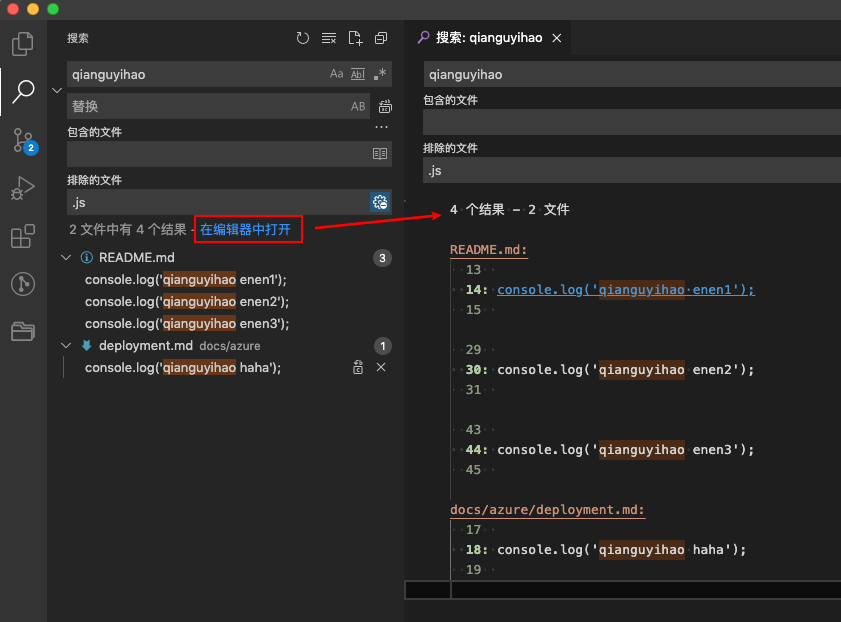 搜索
qianguyihao
Aa Abl .*
替换
AB
包含的文件
...
排除的文件
.js
2 文件中有 4 个结果 - 在编辑器中打开
README.md
3
console.log('qianguyihao enen1');
console.log('qianguyihao enen2');
console.log('qianguyihao enen3');
deployment.md docs/azure
1
console.log('qianguyihao haha');
2
搜索: qianguyihao
qianguyihao
包含的文件
排除的文件
.js
4 个结果 - 2 文件
README.md:
13
14: console.log('qianguyihao enen1');
15
29
30: console.log('qianguyihao enen2');
31
43
44: console.log('qianguyihao enen3');
45
docs/azure/deployment.md:
17
18: console.log('qianguyihao haha');
19